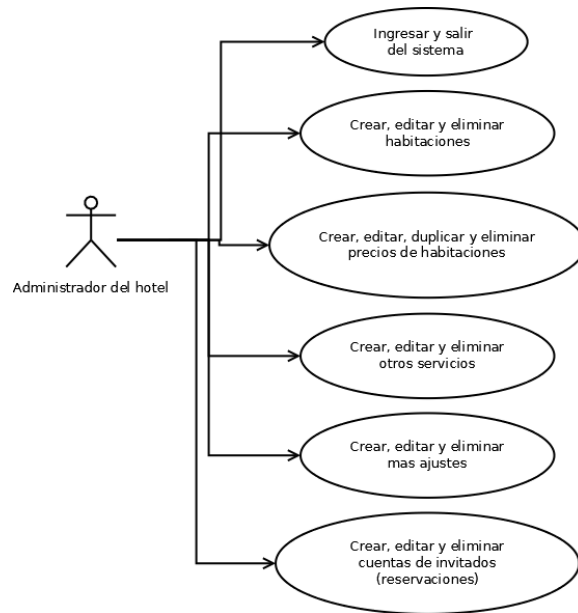 Ingresar y salir
del sistema
Crear, editar y eliminar
habitaciones
Crear, editar, duplicar y eliminar
precios de habitaciones
Administrador del hotel
Crear, editar y eliminar
otros servicios
Crear, editar y eliminar
mas ajustes
Crear, editar y eliminar
cuentas de invitados
(reservaciones)